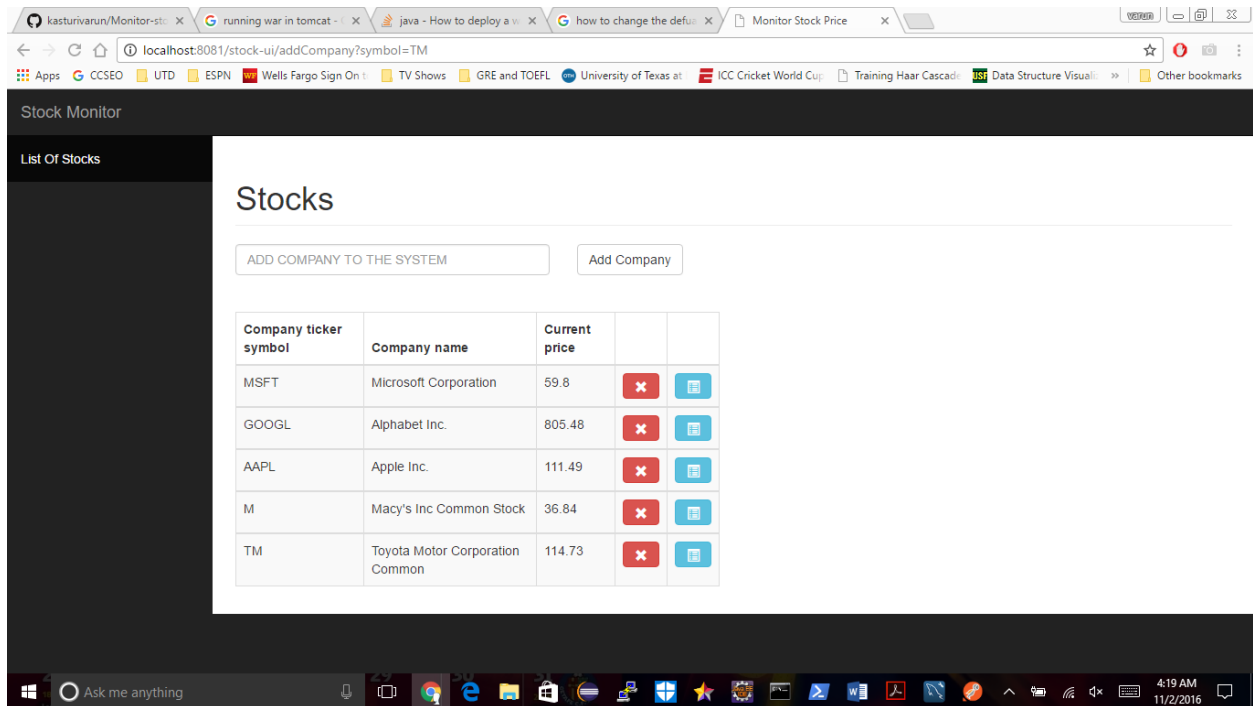 kasturivarun/Monitor-sto
running war in tomcat - G
java - How to deploy a w
how to change the defua
Monitor Stock Price
varun
localhost:8081/stock-ui/addCompany?symbol=TM
Apps
CCSEO
UTD
ESPN
WF Wells Fargo Sign On t
TV Shows
GRE and TOEFL
University of Texas at
ICC Cricket World Cup
Training Haar Cascade
USF Data Structure Visuali
»
Other bookmarks
Stock Monitor
List Of Stocks
Stocks
ADD COMPANY TO THE SYSTEM
Add Company
Company ticker symbol Company name Current price
MSFT Microsoft Corporation 59.8
GOOGL Alphabet Inc. 805.48
AAPL Apple Inc. 111.49
M Macy's Inc Common Stock 36.84
TM Toyota Motor Corporation Common 114.73
Ask me anything
4:19 AM
11/2/2016